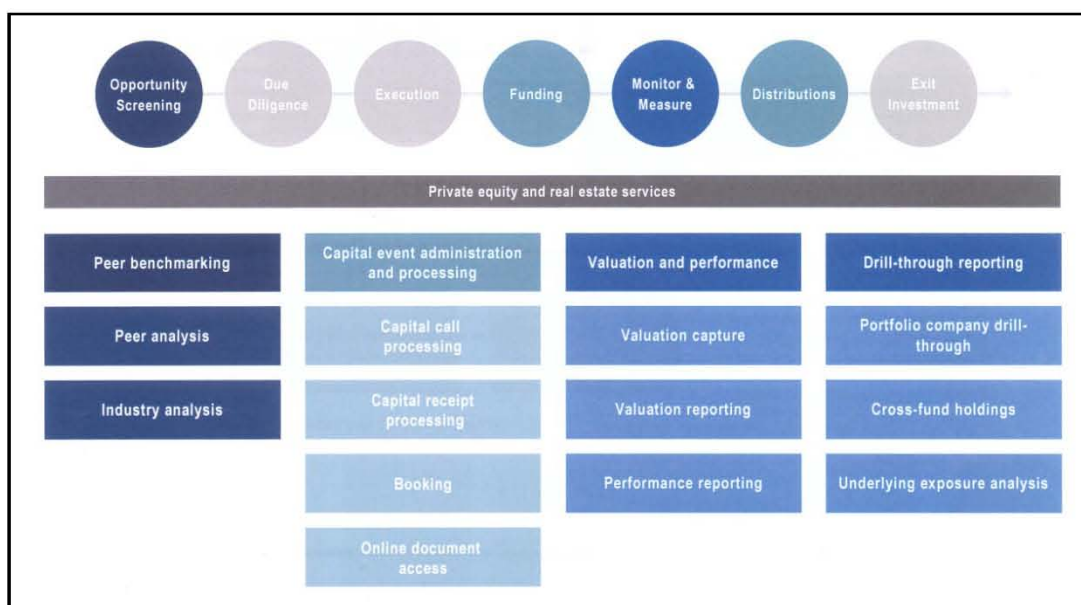 Opportunity
Screening
Due
Diligence
Execution
Funding
Monitor &
Measure
Distributions
Exit
Investment
Private equity and real estate services
Peer benchmarking
Peer analysis
Industry analysis
Capital event administration
and processing
Capital call
processing
Capital receipt
processing
Booking
Online document
access
Valuation and performance
Valuation capture
Valuation reporting
Performance reporting
Drill-through reporting
Portfolio company drill-
through
Cross-fund holdings
Underlying exposure analysis